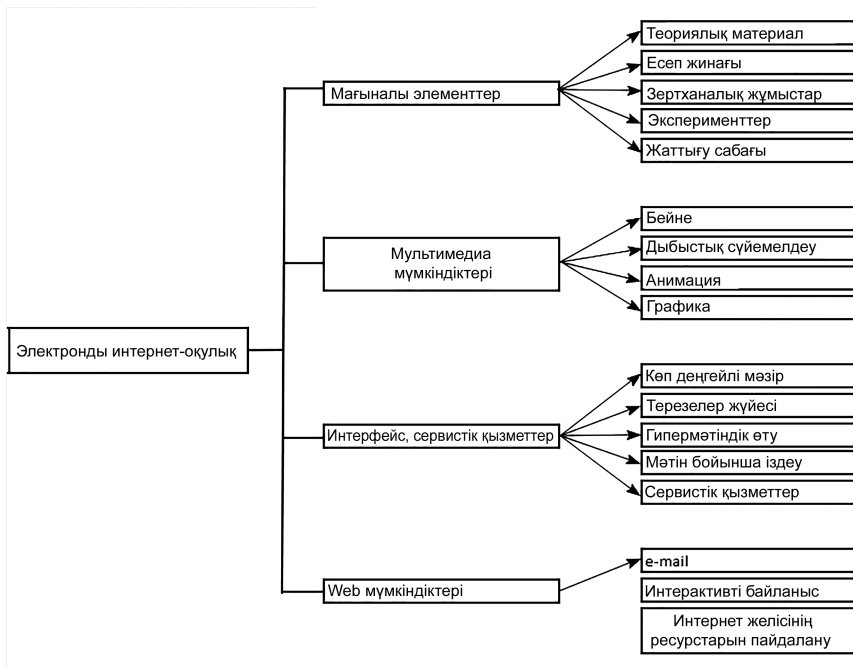 Электронды интернет-оқулық
Мағыналы элементтер
Теориялық материал
Есеп жинағы
Зертханалық жұмыстар
Эксперименттер
Жаттығу сабағы
Мультимедиа
мүмкіндіктері
Бейне
Дыбыстық сүйемелдеу
Анимация
Графика
Интерфейс, сервистік қызметтер
Көп деңгейлі мәзір
Терезелер жүйесі
Гипермәтіндік өту
Мәтін бойынша іздеу
Сервистік қызметтер
Web мүмкіндіктері
e-mail
Интерактивті байланыс
Интернет желісінің
ресурстарын пайдалану